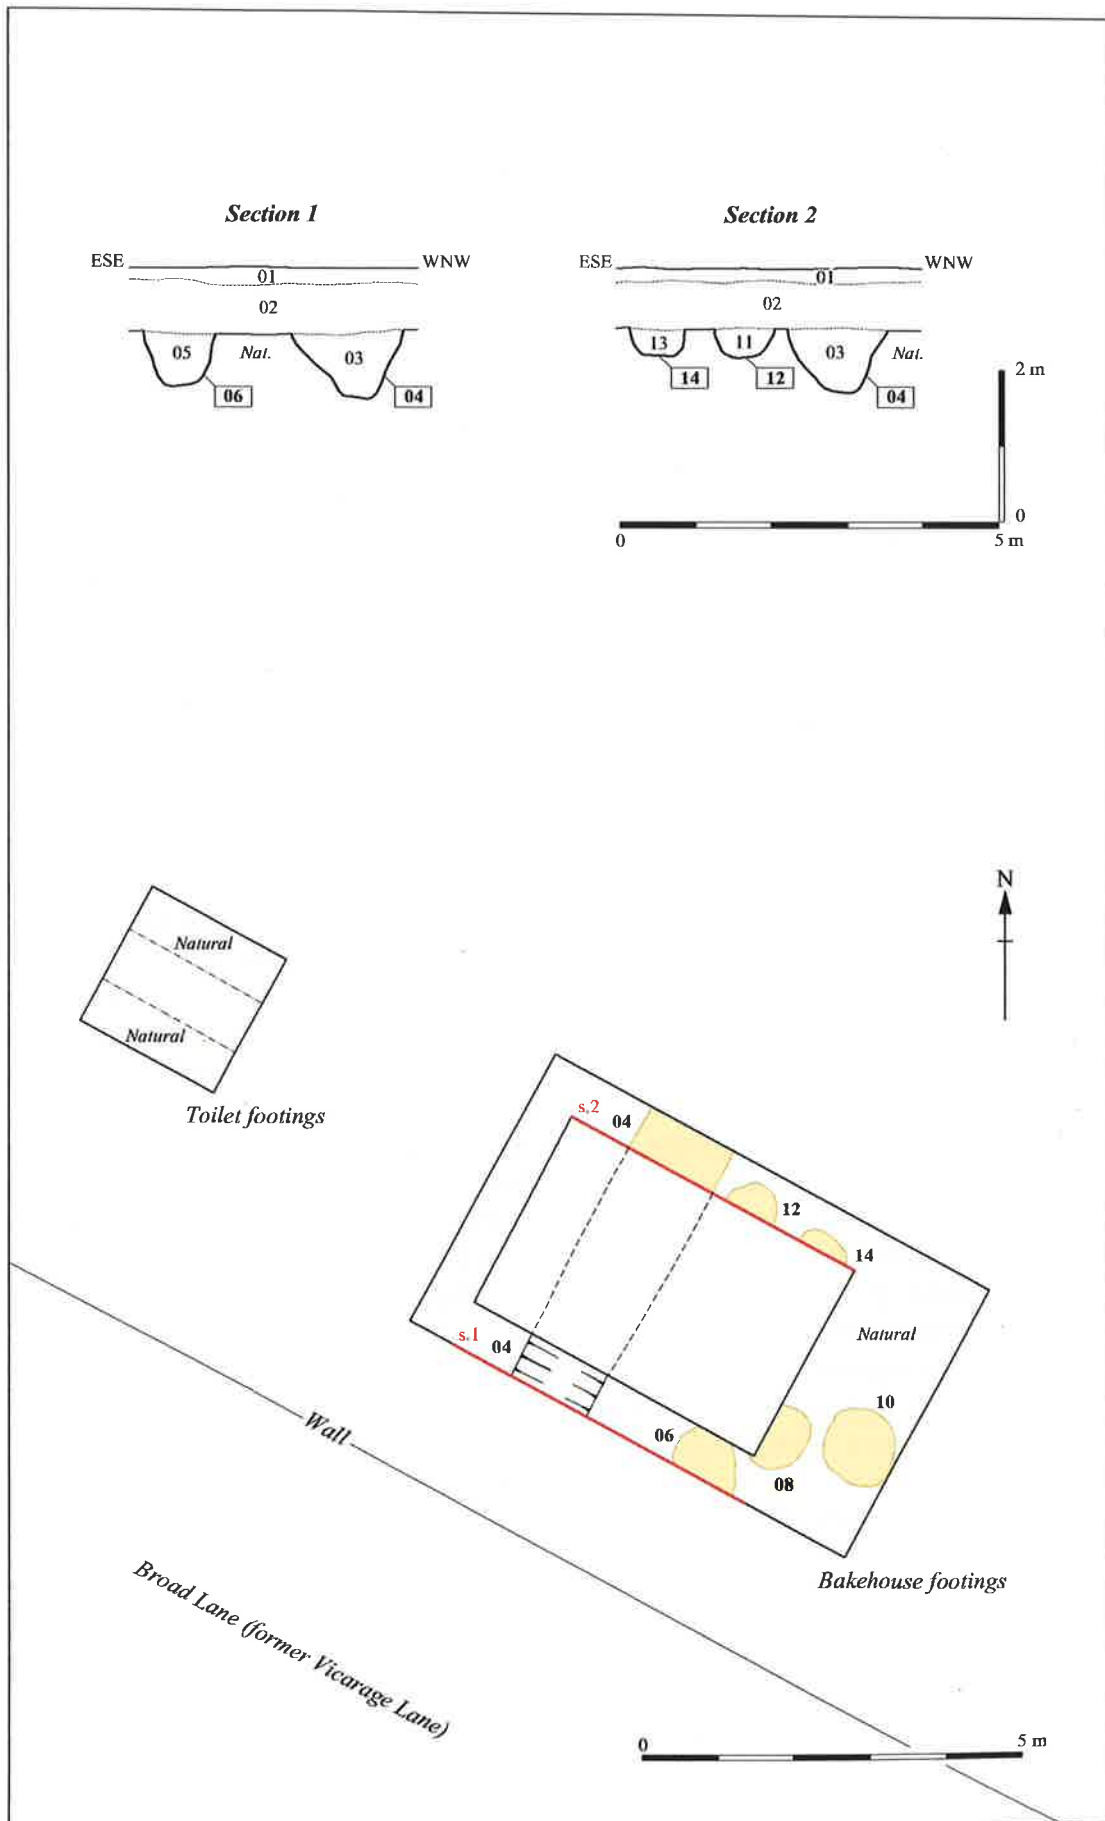 Section 1
ESE
WNW
01
02
05
Nat.
03
06
04
Section 2
ESE
WNW
01
02
13
11
03
Nat.
14
12
04
2 m
0
0
5 m
N
Natural
Natural
Toilet footings
s.2
04
12
14
Natural
s.1
04
10
06
08
Wall
Bakehouse footings
Broad Lane (former Vicarage Lane)
0
5 m